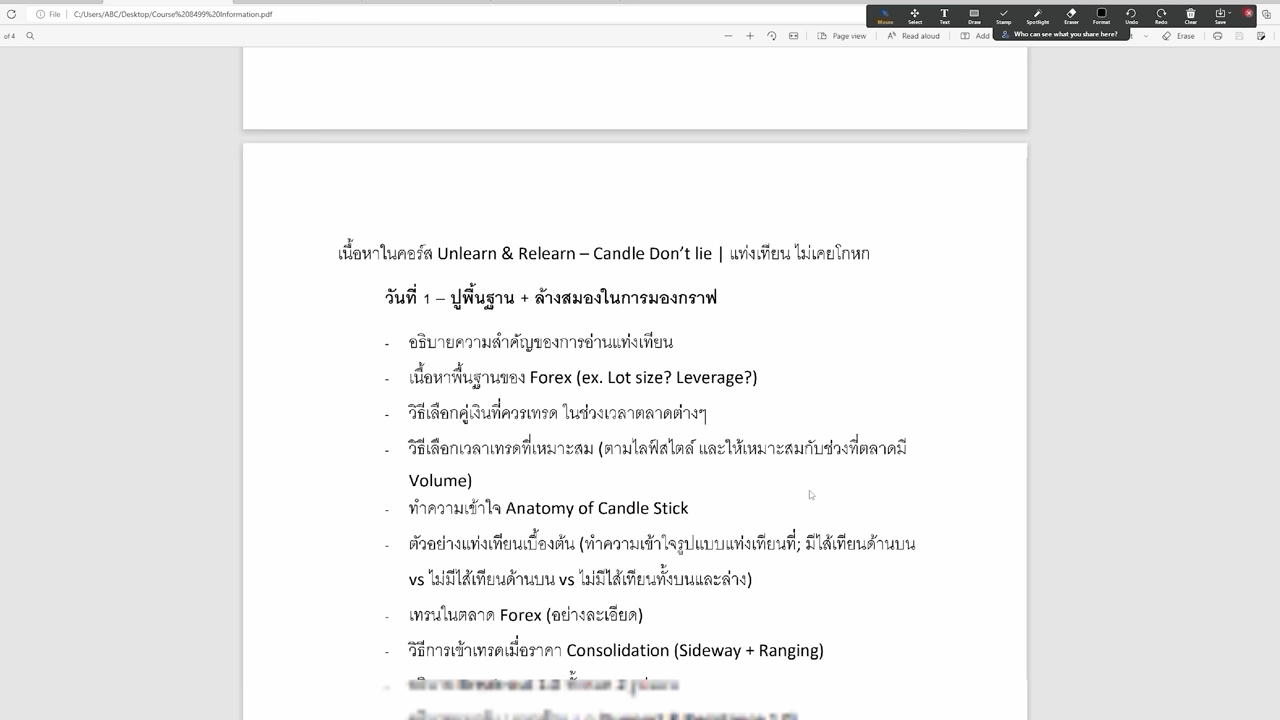 File
C:/Users/ABC/Desktop/Course%208499%20Information.pdf
Mouse Select Text Draw Stamp Spotlight Eraser Format Undo Redo Clear Save
Who can see what you share here?
of 4
Page view
Read aloud
Add
Erase
เนื้อหาในคอร์ส Unlearn & Relearn – Candle Don’t lie | แท่งเทียน ไม่เคยโกหก
วันที่ 1 – ปูพื้นฐาน + ล้างสมองในการมองกราฟ
- อธิบายความสำคัญของการอ่านแท่งเทียน
- เนื้อหาพื้นฐานของ Forex (ex. Lot size? Leverage?)
- วิธีเลือกคู่เงินที่ควรเทรด ในช่วงเวลาตลาดต่างๆ
- วิธีเลือกเวลาเทรดที่เหมาะสม (ตามไลฟ์สไตล์ และให้เหมาะสมกับช่วงที่ตลาดมี
Volume)
- ทำความเข้าใจ Anatomy of Candle Stick
- ตัวอย่างแท่งเทียนเบื้องต้น (ทำความเข้าใจรูปแบบแท่งเทียนที่; มีไส้เทียนด้านบน
vs ไม่มีไส้เทียนด้านบน vs ไม่มีไส้เทียนทั้งบนและล่าง)
- เทรนในตลาด Forex (อย่างละเอียด)
- วิธีการเข้าเทรดเมื่อราคา Consolidation (Sideway + Ranging)